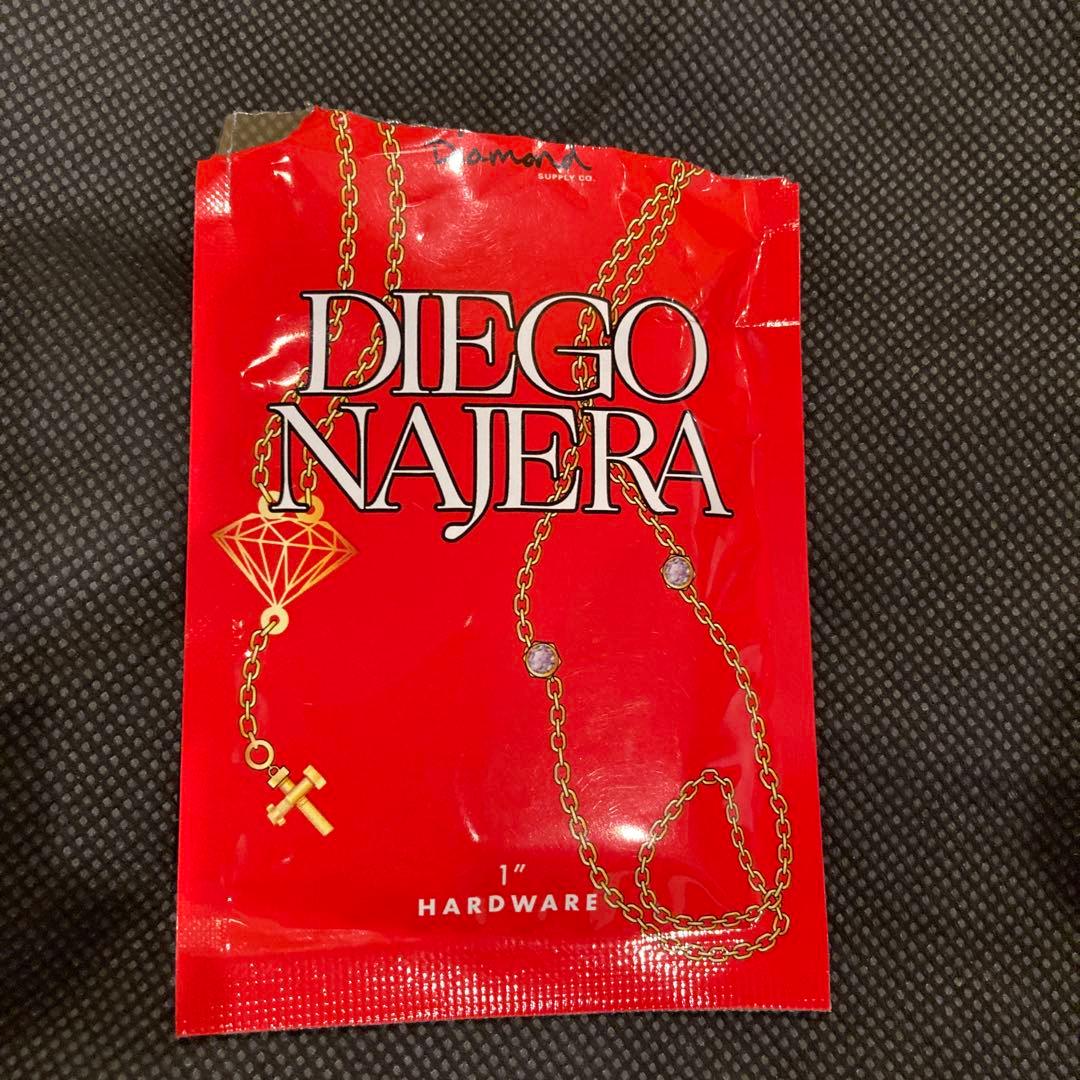 Diamond
SUPPLY CO.
DIEGO
NAJERA
1"
HARDWARE